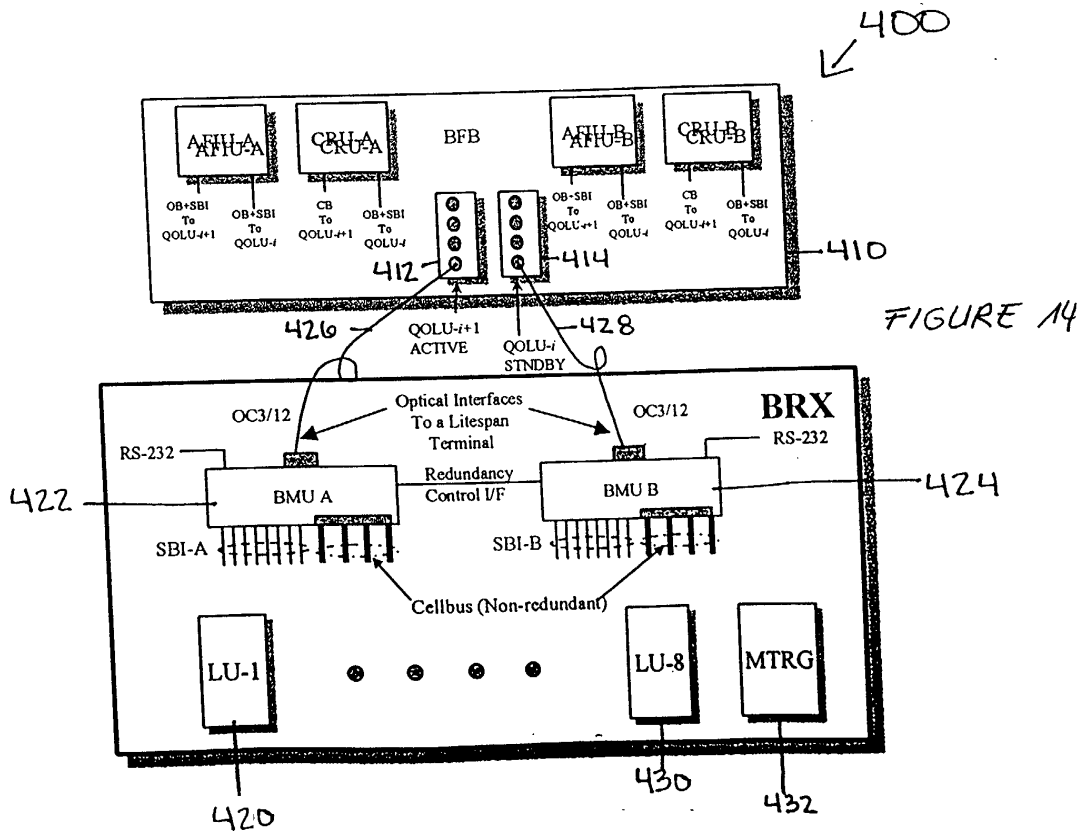 400
AFIU-A
AFIU-A
CRU-A
CRU-A
BFB
AFIU-B
AFIU-B
CRU-B
CRU-B
OB+SBI
To
QOLU-i+1
OB+SBI
To
QOLU-i
CB
To
QOLU-i+1
OB+SBI
To
QOLU-i
OB+SBI
To
QOLU-i+1
OB+SBI
To
QOLU-i
CB
To
QOLU-i+1
OB+SBI
To
QOLU-i
412
414
410
426
QOLU-i+1
ACTIVE
QOLU-i
STNDBY
428
FIGURE 14
BRX
OC3/12
Optical Interfaces
To a Litespan
Terminal
OC3/12
RS-232
RS-232
422
BMU A
Redundancy
Control I/F
BMU B
424
SBI-A
SBI-B
Cellbus (Non-redundant)
LU-1
LU-8
MTRG
420
430
432